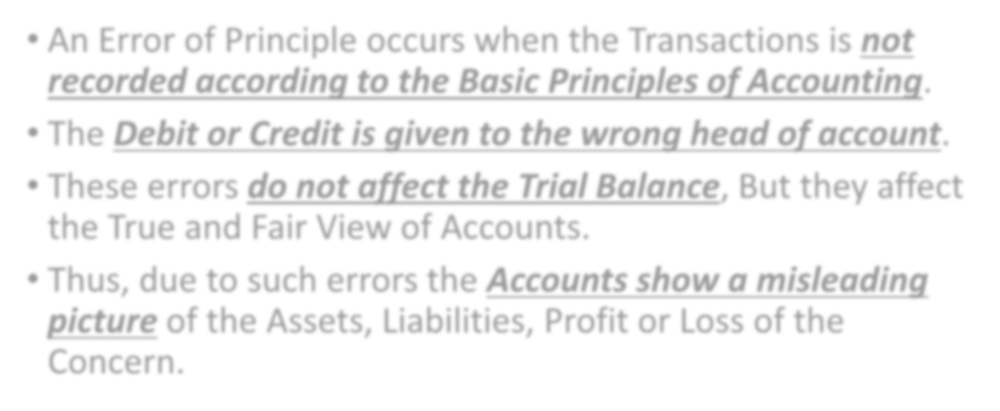 • An Error of Principle occurs when the Transactions is not
recorded according to the Basic Principles of Accounting.
• The Debit or Credit is given to the wrong head of account.
• These errors do not affect the Trial Balance, But they affect
the True and Fair View of Accounts.
• Thus, due to such errors the Accounts show a misleading
picture of the Assets, Liabilities, Profit or Loss of the
Concern.